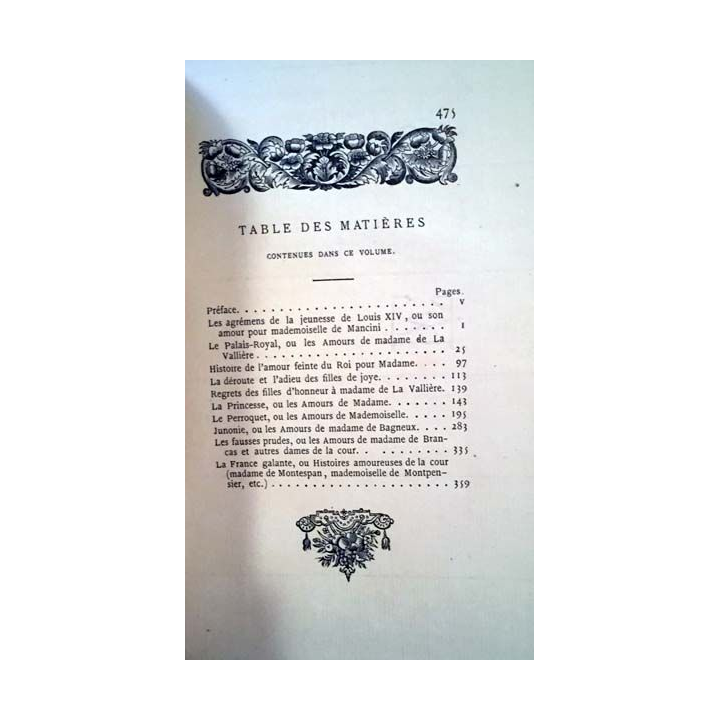 475
TABLE DES MATIÈRES
CONTENUES DANS CE VOLUME.
Pages.
Préface. . . . . . . . . . . . . . . . . . . . . . . . . V
Les agrémens de la jeunesse de Louis XIV, ou son
amour pour mademoiselle de Mancini . . . . . . . 1
Le Palais-Royal, ou les Amours de madame de La
Vallière . . . . . . . . . . . . . . . . . . . . . . . 25
Histoire de l'amour feinte du Roi pour Madame. . . . 97
La déroute et l'adieu des filles de joye. . . . . . . . . 113
Regrets des filles d'honneur à madame de La Vallière. 139
La Princesse, ou les Amours de Madame. . . . . . . . 143
Le Perroquet, ou les Amours de Mademoiselle. . . . . 195
Junonie, ou les Amours de madame de Bagneux. . . . 283
Les fausses prudes, ou les Amours de madame de Bran-
cas et autres dames de la cour. . . . . . . . . . . 335
La France galante, ou Histoires amoureuses de la cour
(madame de Montespan, mademoiselle de Montpen-
sier, etc.) . . . . . . . . . . . . . . . . . . . . . . 359